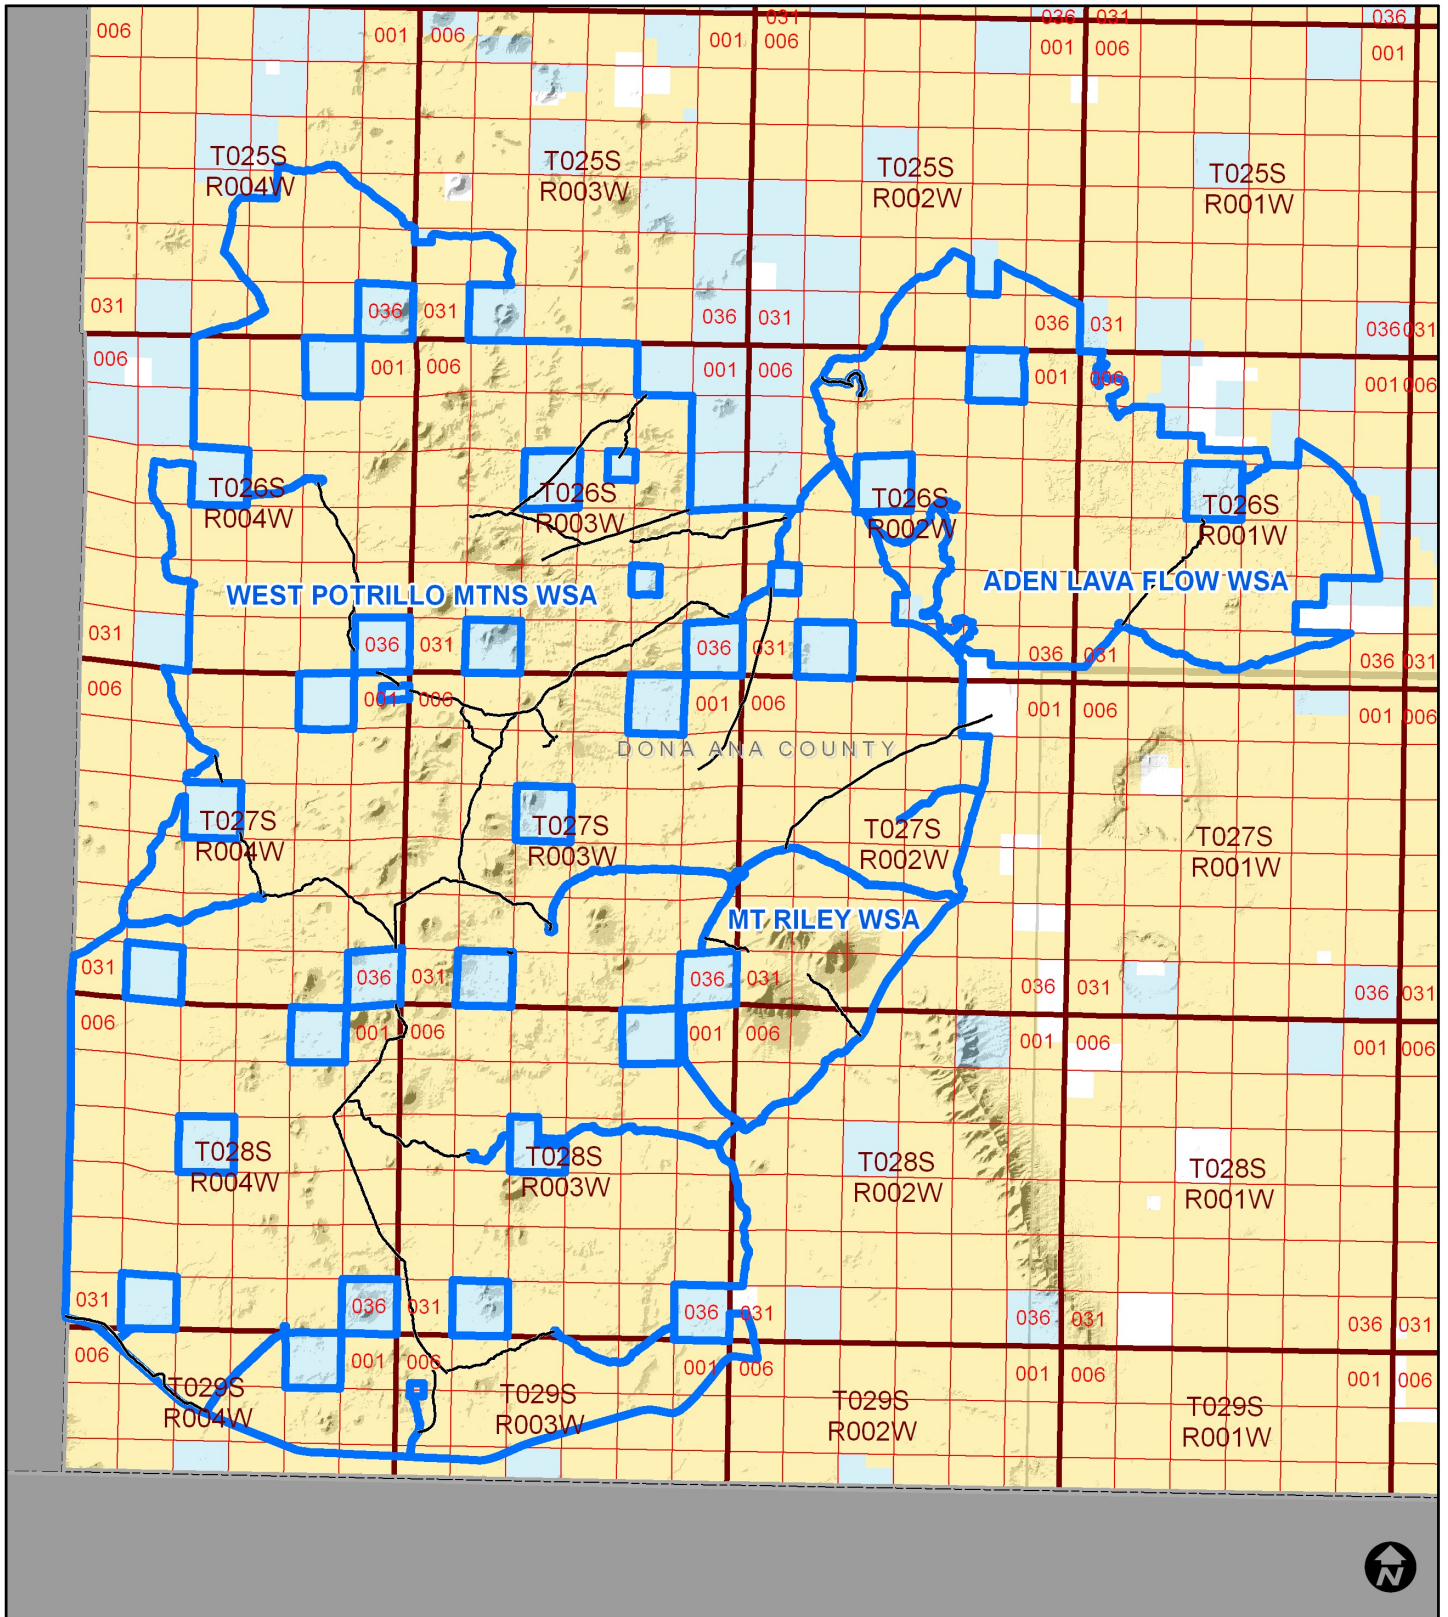 031 036 031 036
006 001 006 001 006 001 006 001
T025S R004W
T025S R003W
T025S R002W
T025S R001W
031 036 031 036 031 036 031 036 031
006 001 006 001 006 001 006 001 006
T026S R004W
T026S R003W
T026S R002W
T026S R001W
WEST POTRILLO MTNS WSA
ADEN LAVA FLOW WSA
031 036 031 036 031 036 031 036 031
006 001 006 001 006 001 006 001 006
DONA ANA COUNTY
T027S R004W
T027S R003W
T027S R002W
T027S R001W
MT RILEY WSA
031 036 031 036 031 036 031 036 031
006 001 006 001 006 001 006 001 006
T028S R004W
T028S R003W
T028S R002W
T028S R001W
031 036 031 036 031 036 031 036 031
006 001 006 001 006 001 006 001 006
T029S R004W
T029S R003W
T029S R002W
T029S R001W
N